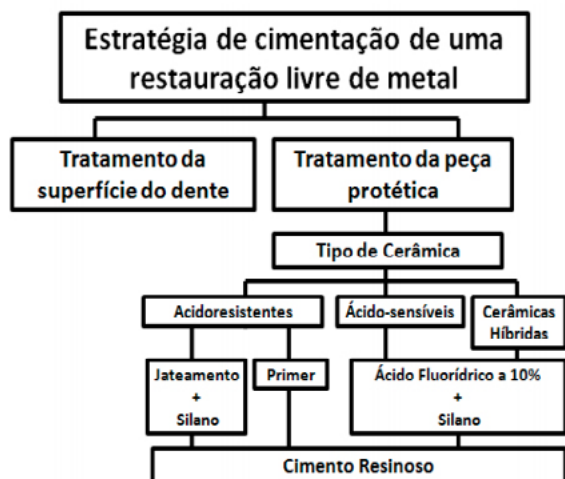 Estratégia de cimentação de uma
restauração livre de metal
Tratamento da
superfície do dente
Tratamento da peça
protética
Tipo de Cerâmica
Acidoresistentes
Ácido-sensíveis
Cerâmicas
Híbridas
Jateamento
+
Silano
Primer
Ácido Fluorídrico a 10%
+
Silano
Cimento Resinoso